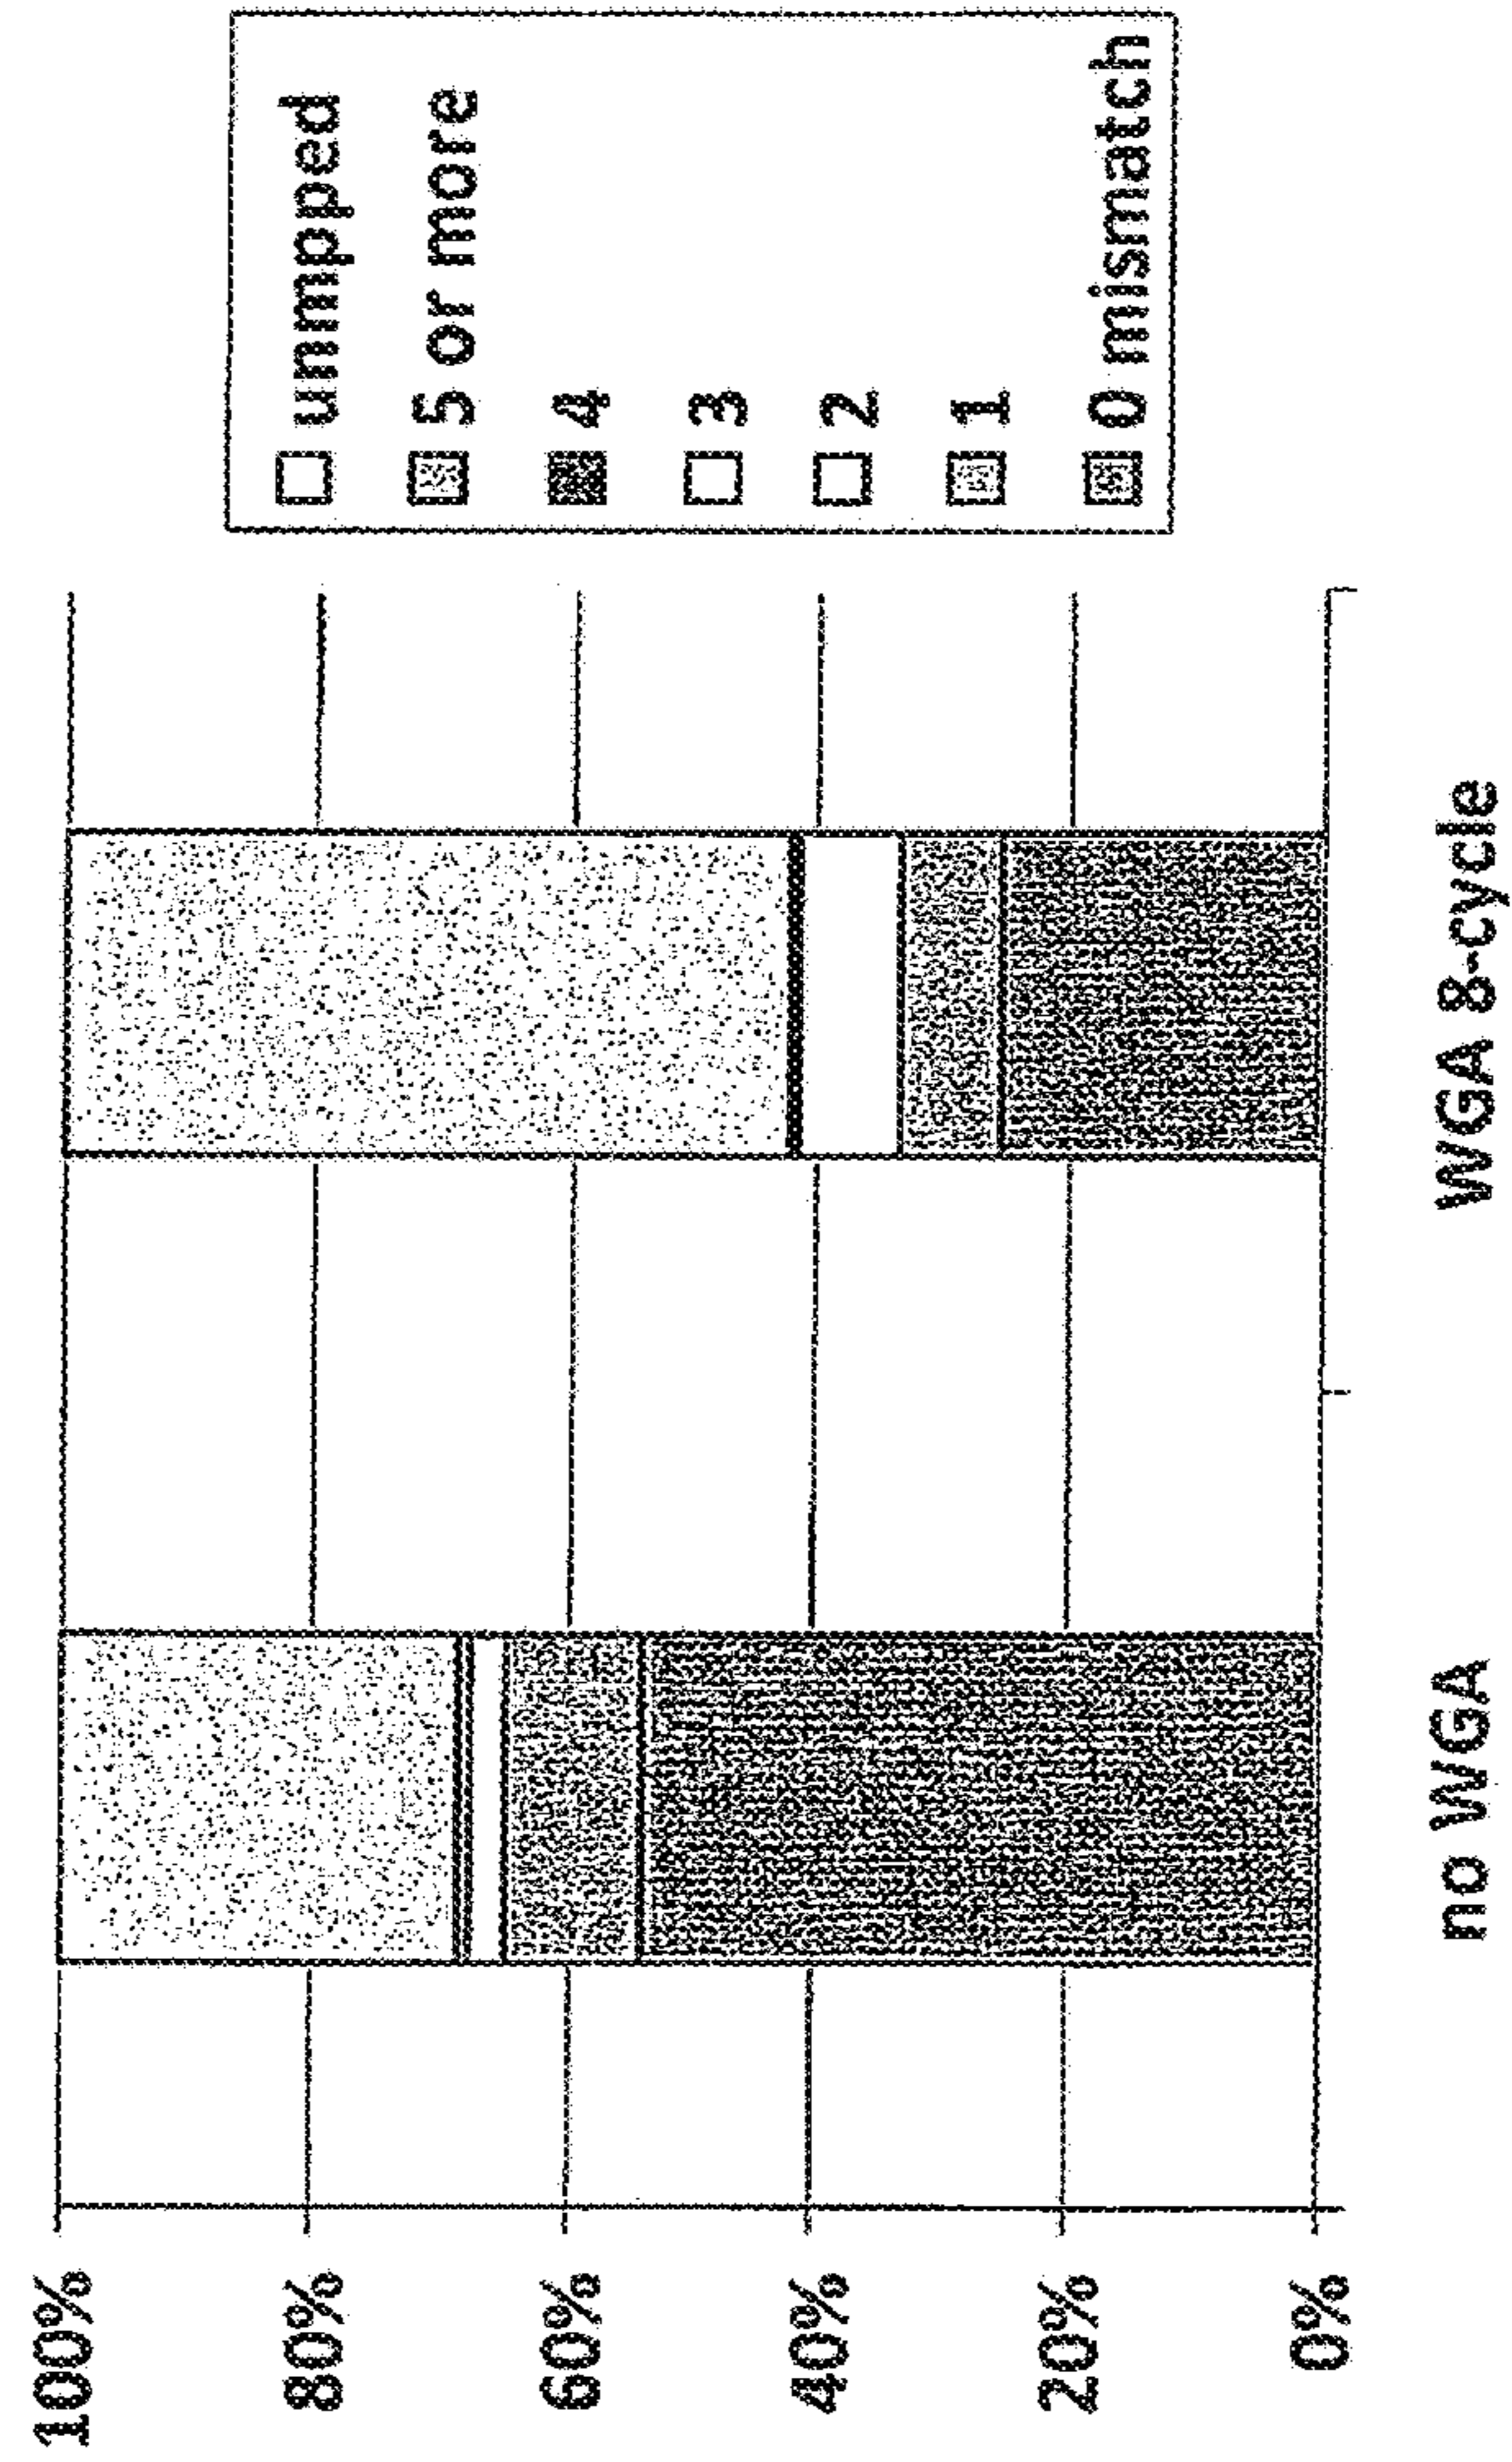 100%
80%
60%
40%
20%
0%
no WGA
WGA 8-cycle
unmpped
5 or more
4
3
2
1
0 mismatch